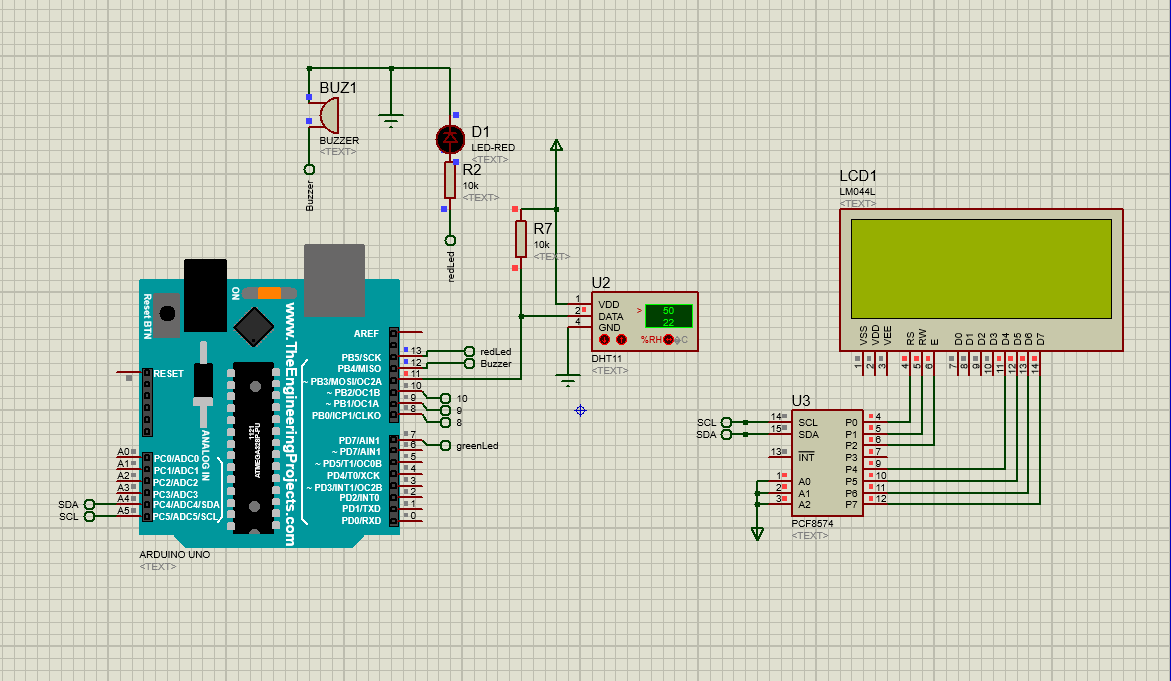 BUZ1
BUZZER
<TEXT>
Buzzer
D1
LED-RED
<TEXT>
R2
10k
<TEXT>
redLed
R7
10k
<TEXT>
U2
1
2
4
VDD
DATA
GND
>
50
22
%RH
°C
DHT11
<TEXT>
LCD1
LM044L
<TEXT>
VSS
VDD
VEE
RS
RW
E
D0
D1
D2
D3
D4
D5
D6
D7
1
2
3
4
5
6
7
8
9
10
11
12
13
14
U3
SCL
SDA
14
15
13
1
2
3
SCL
SDA
INT
A0
A1
A2
P0
P1
P2
P3
P4
P5
P6
P7
4
5
6
7
9
10
11
12
PCF8574
<TEXT>
Reset BTN
ON
www.TheEngineeringProjects.com
ANALOG IN
1121
ATMEGA328P-PU
RESET
A0
A1
A2
A3
A4
A5
PC0/ADC0
PC1/ADC1
PC2/ADC2
PC3/ADC3
PC4/ADC4/SDA
PC5/ADC5/SCL
SDA
SCL
AREF
PB5/SCK
PB4/MISO
~ PB3/MOSI/OC2A
~ PB2/OC1B
~ PB1/OC1A
PB0/ICP1/CLKO
PD7/AIN1
~ PD7/AIN1
~ PD5/T1/OC0B
PD4/T0/XCK
~ PD3/INT1/OC2B
PD2/INT0
PD1/TXD
PD0/RXD
13
12
11
10
9
8
7
6
5
4
3
2
1
0
redLed
Buzzer
10
9
8
greenLed
ARDUINO UNO
<TEXT>